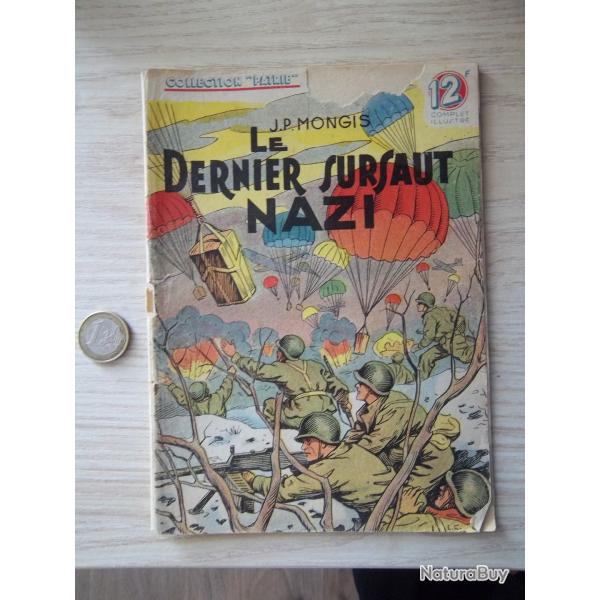 COLLECTION "PATRIE"
12F
COMPLET
ILLUSTRÉ
J.P. MONGIS
LE
DERNIER SURSAUT
NAZI
L.C.
NaturaBuy